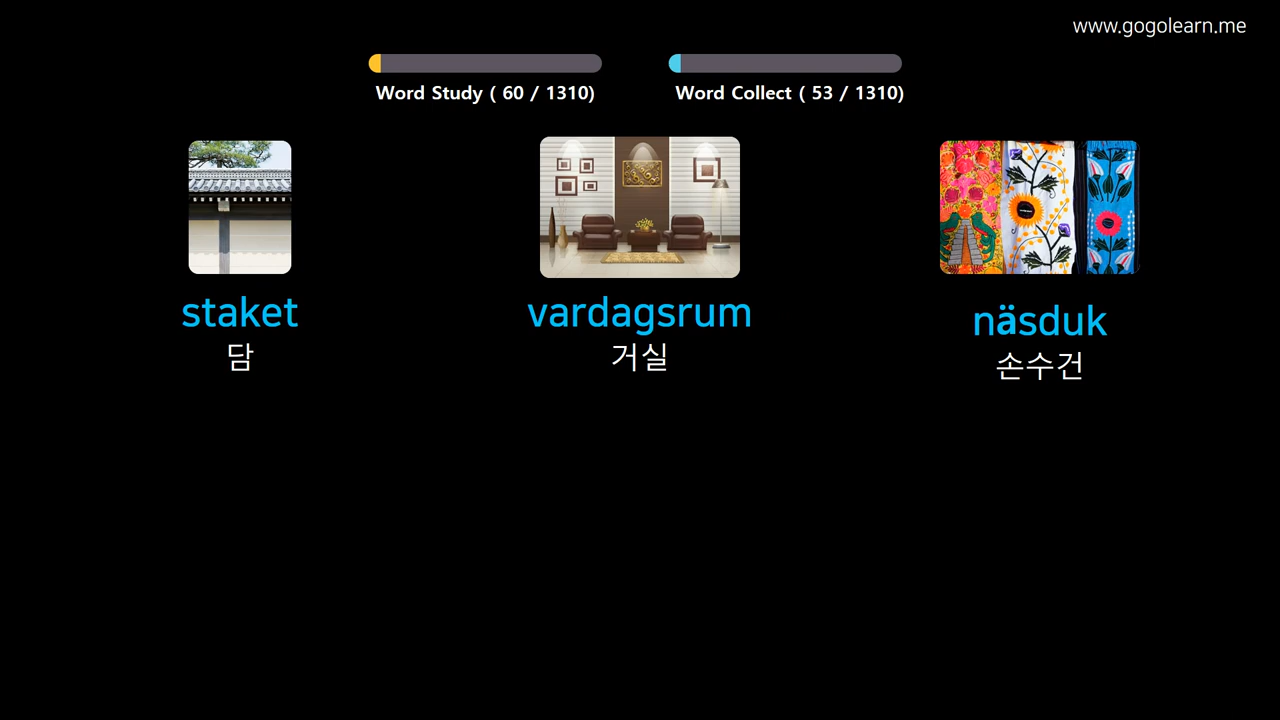 www.gogolearn.me
Word Study ( 60 / 1310)
Word Collect ( 53 / 1310)
staket
담
vardagsrum
거실
näsduk
손수건